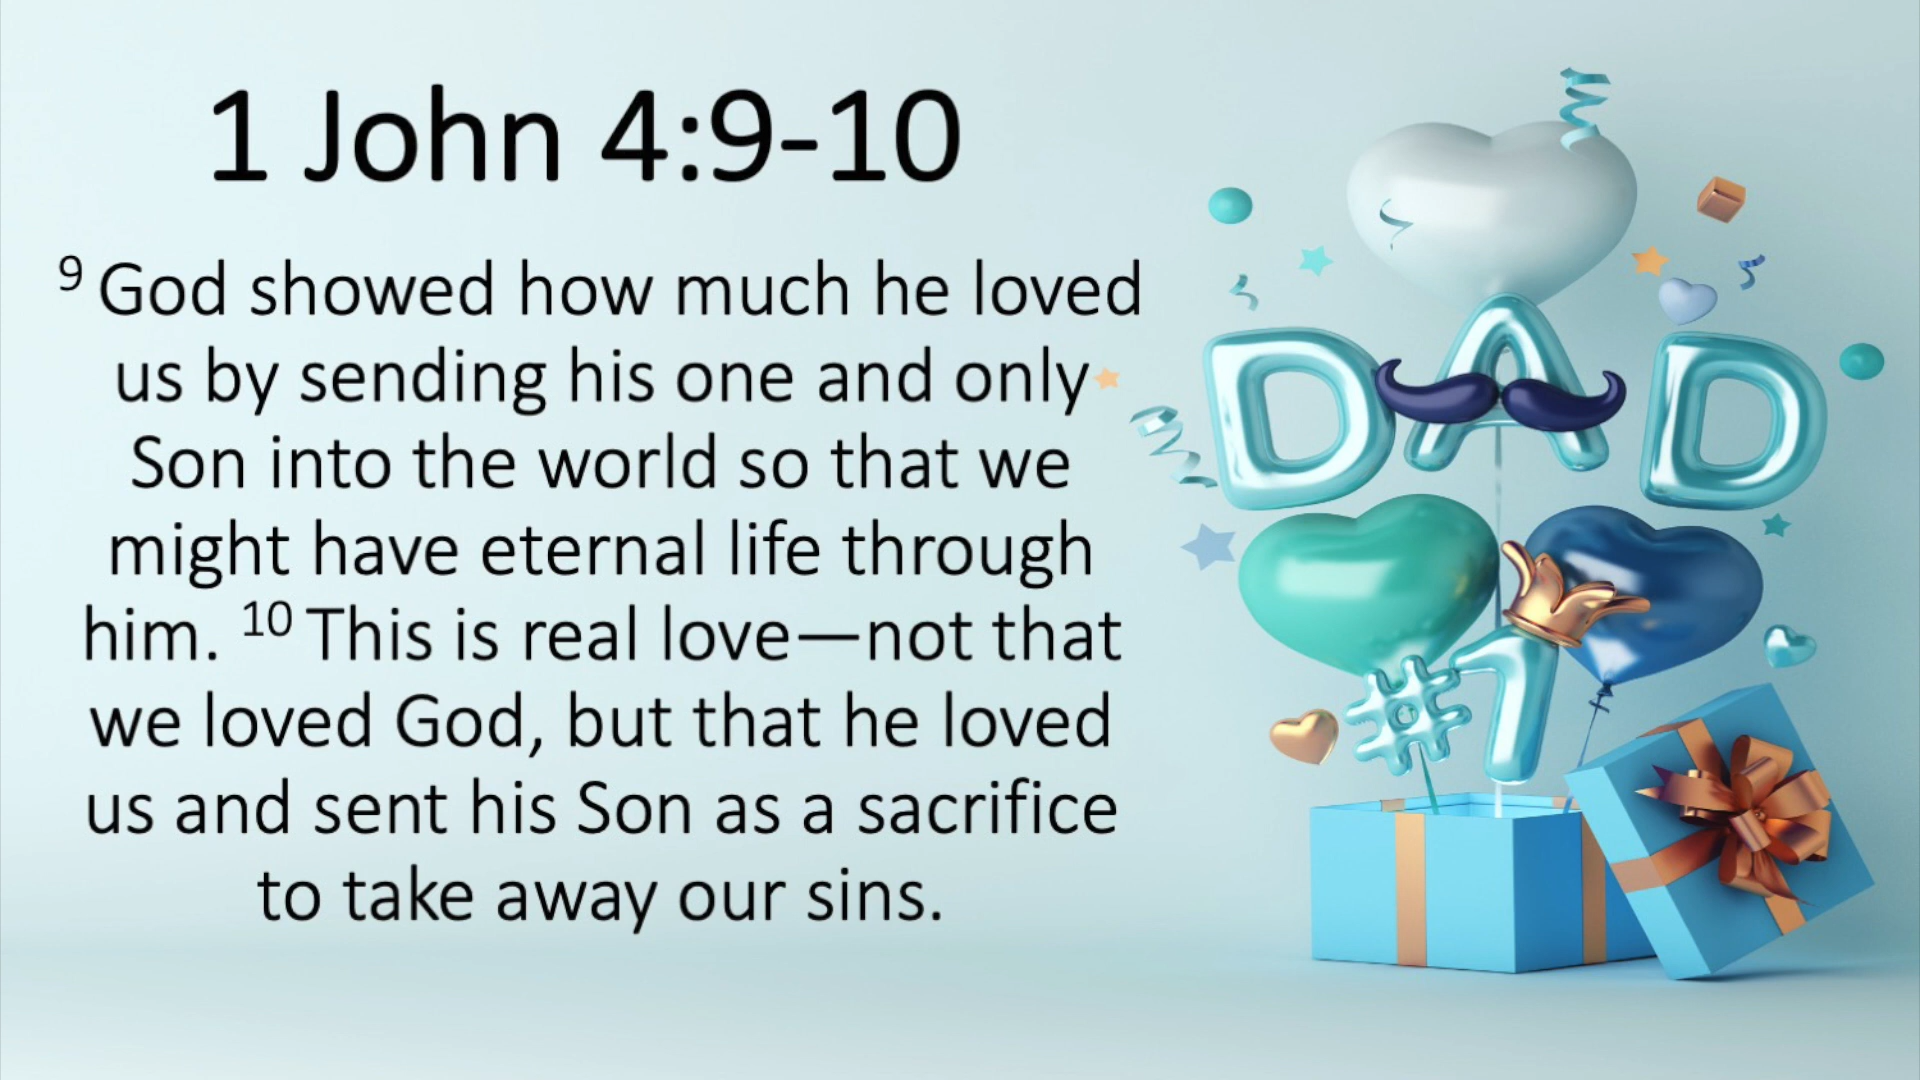 1 John 4:9-10
⁹ God showed how much he loved
us by sending his one and only
Son into the world so that we
might have eternal life through
him. ¹⁰ This is real love—not that
we loved God, but that he loved
us and sent his Son as a sacrifice
to take away our sins.
DAD
#1